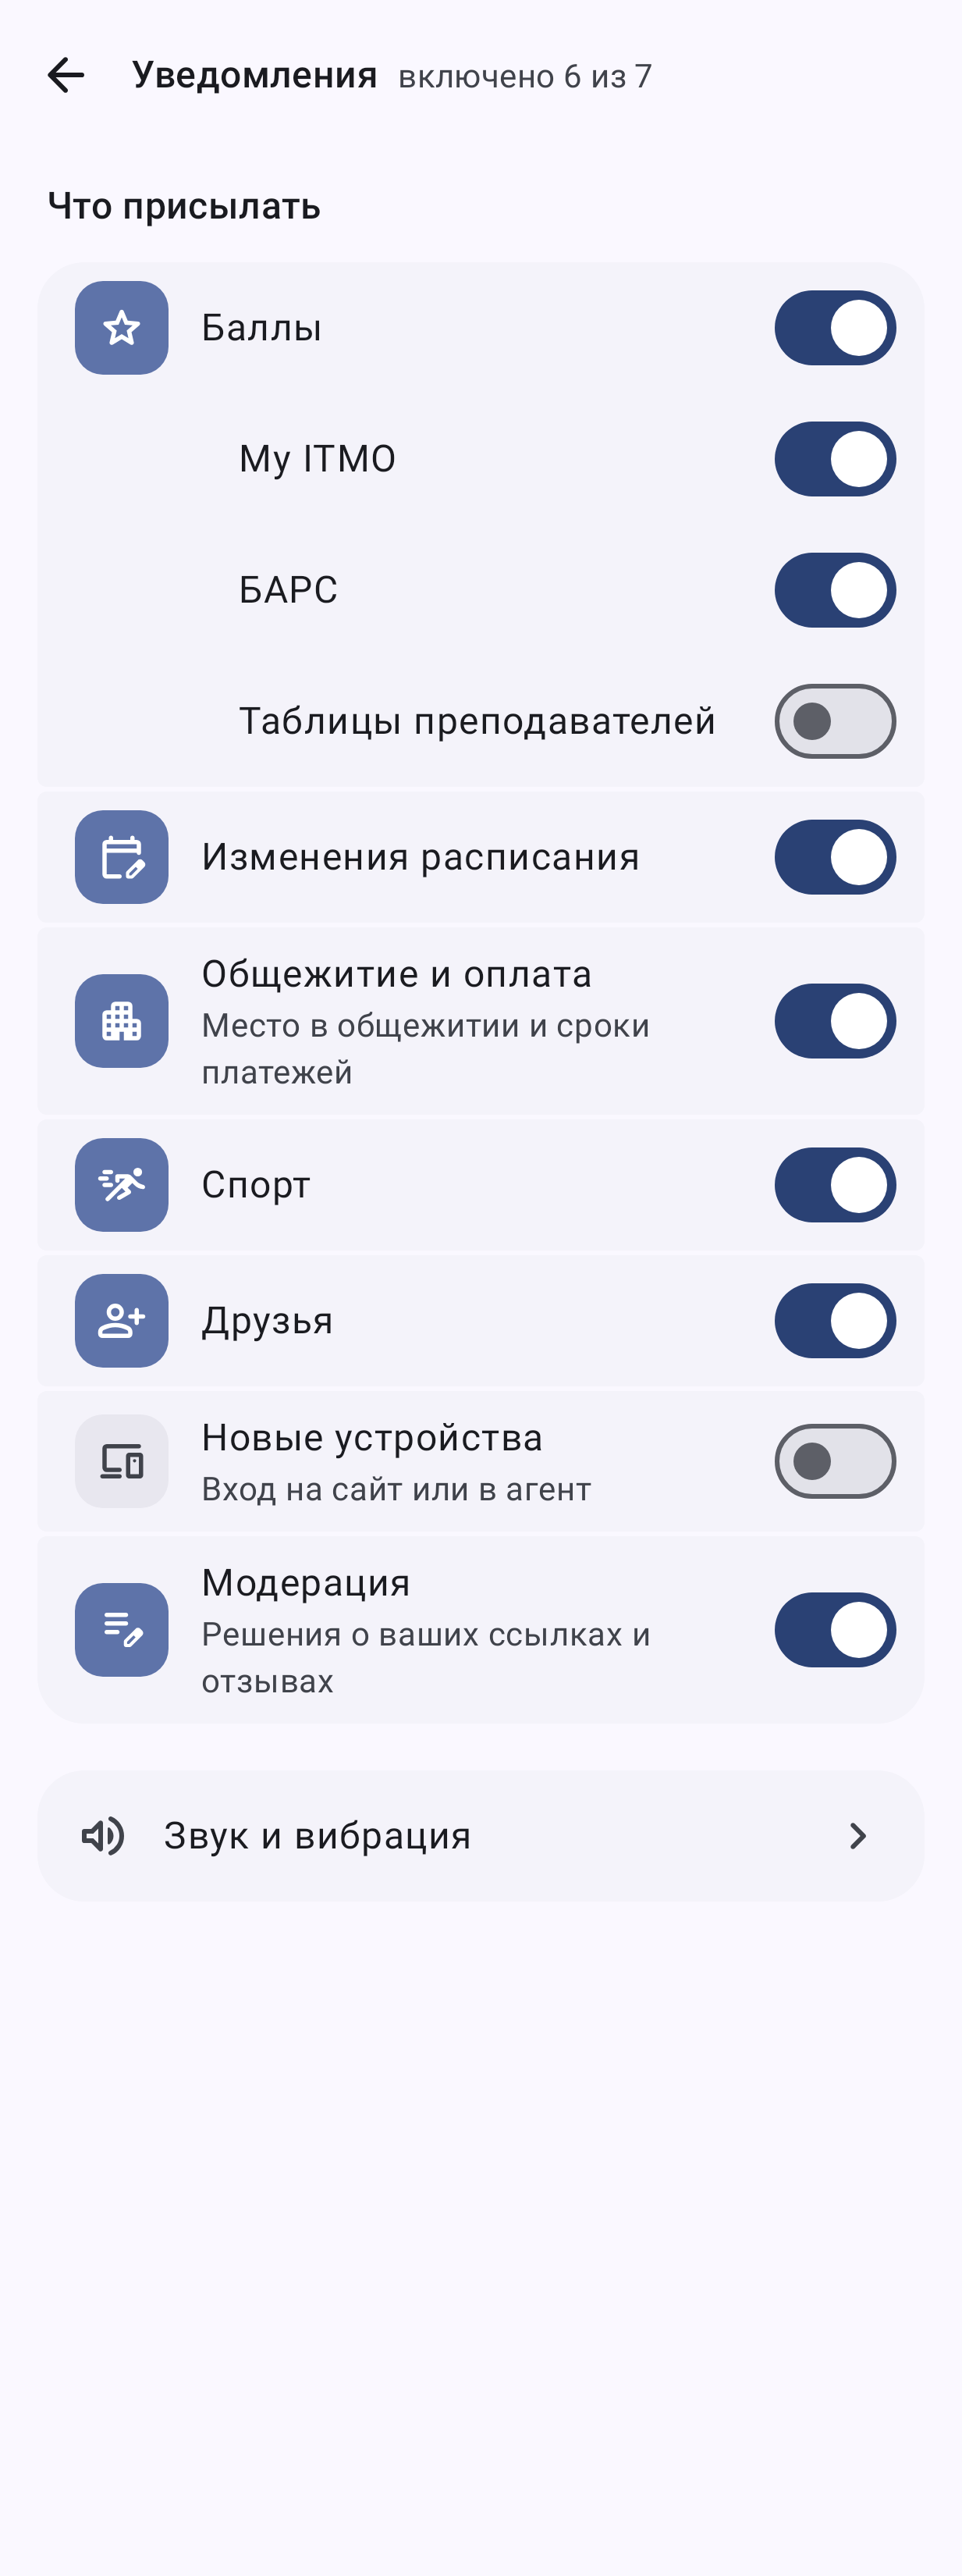 Уведомления включено 6 из 7
Что присылать
Баллы
My ITMO
БАРС
Таблицы преподавателей
Изменения расписания
Общежитие и оплата
Место в общежитии и сроки
платежей
Спорт
Друзья
Новые устройства
Вход на сайт или в агент
Модерация
Решения о ваших ссылках и
отзывах
Звук и вибрация